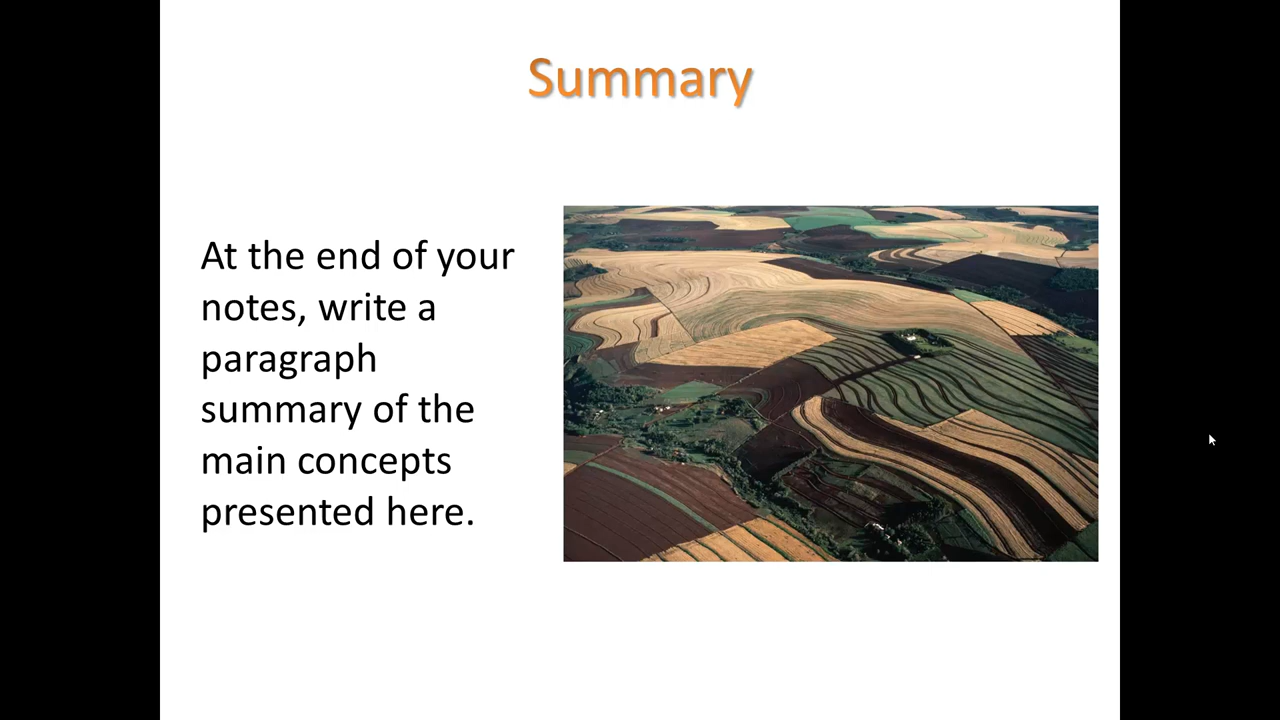 Summary
At the end of your
notes, write a
paragraph
summary of the
main concepts
presented here.